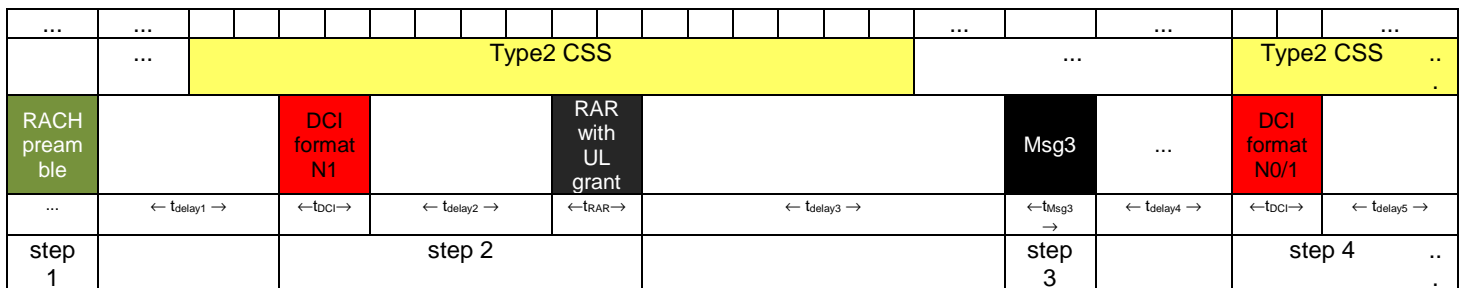 ... ... ... ... ...
... Type2 CSS ... Type2 CSS ..
.
RACH
pream
ble
DCI
format
N1
RAR
with
UL
grant
Msg3
...
DCI
format
N0/1
... ← tdelay1 → ←tDCI→ ← tdelay2 → ←tRAR→ ← tdelay3 → ←tMsg3
→
← tdelay4 → ←tDCI→ ← tdelay5 →
step
1
step 2
step
3
step 4 ..
.